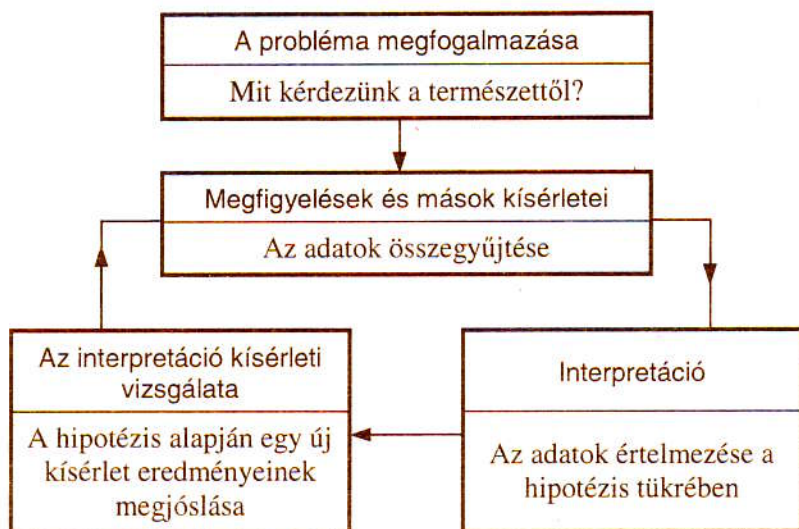 A probléma megfogalmazása
Mit kérdezünk a természettől?
Megfigyelések és mások kísérletei
Az adatok összegyűjtése
Interpretáció
Az adatok értelmezése a
hipotézis tükrében
Az interpretáció kísérleti
vizsgálata
A hipotézis alapján egy új
kísérlet eredményeinek
megjóslása